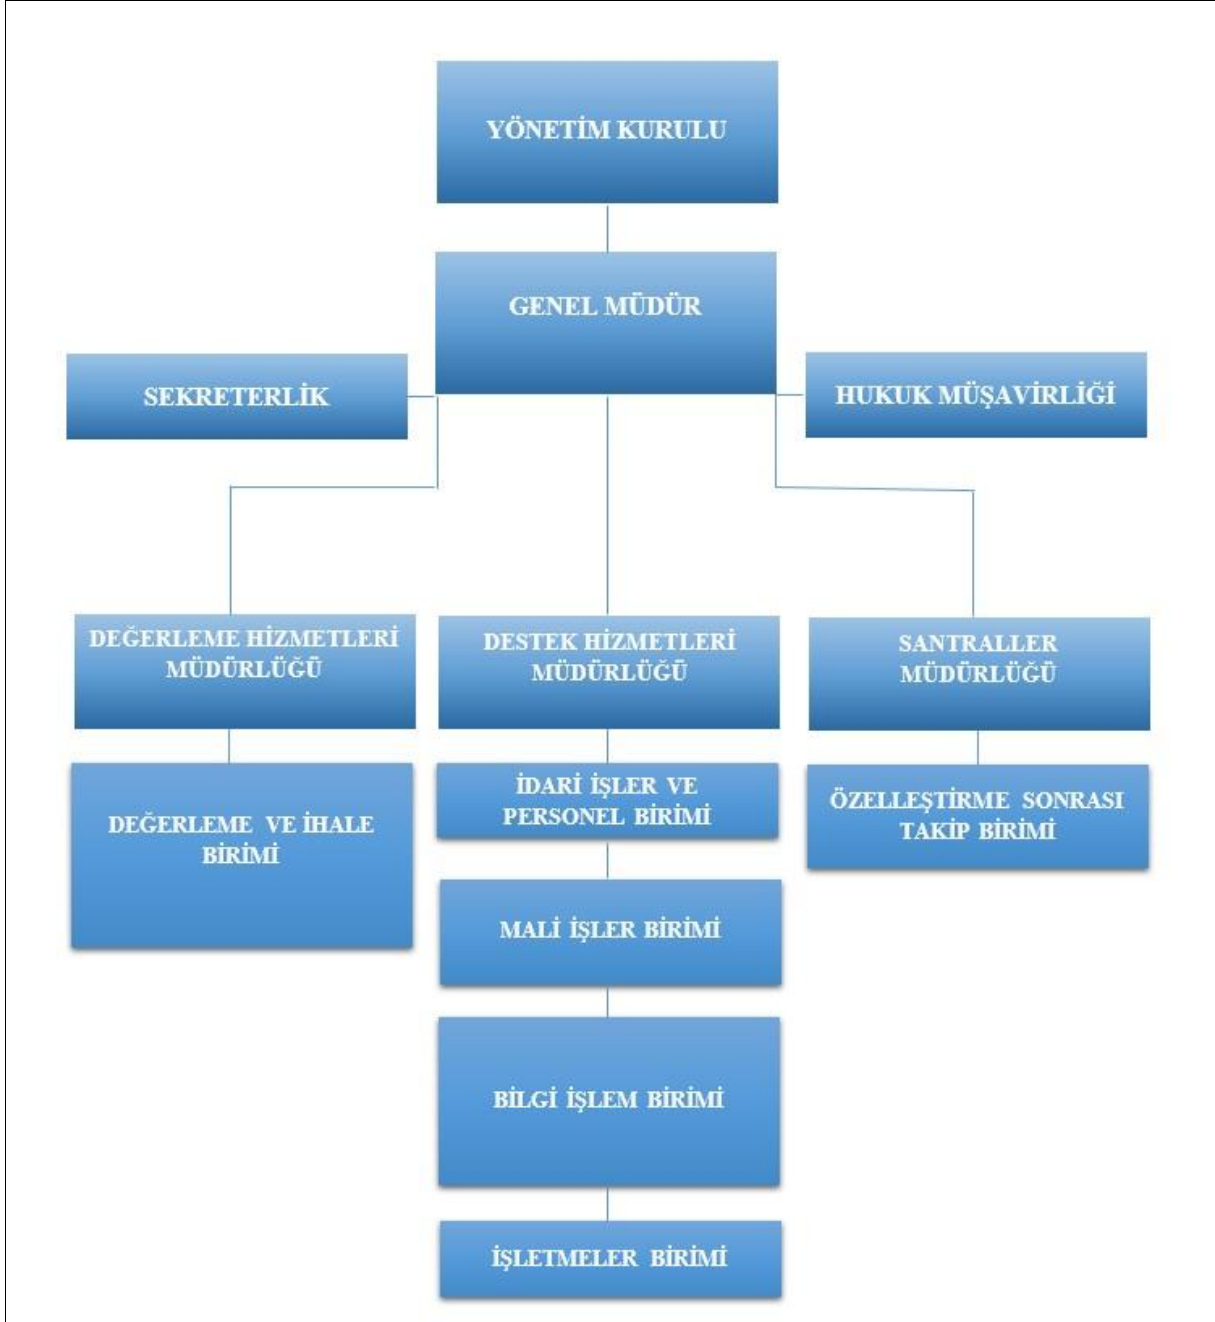 YÖNETİM KURULU
GENEL MÜDÜR
SEKRETERLİK
HUKUK MÜŞAVİRLİĞİ
DEĞERLEME HİZMETLERİ
MÜDÜRLÜĞÜ
DESTEK HİZMETLERİ
MÜDÜRLÜĞÜ
SANTRALLER
MÜDÜRLÜĞÜ
DEĞERLEME VE İHALE
BİRİMİ
İDARİ İŞLER VE
PERSONEL BİRİMİ
ÖZELLEŞTİRME SONRASI
TAKİP BİRİMİ
MALİ İŞLER BİRİMİ
BİLGİ İŞLEM BİRİMİ
İŞLETMELER BİRİMİ